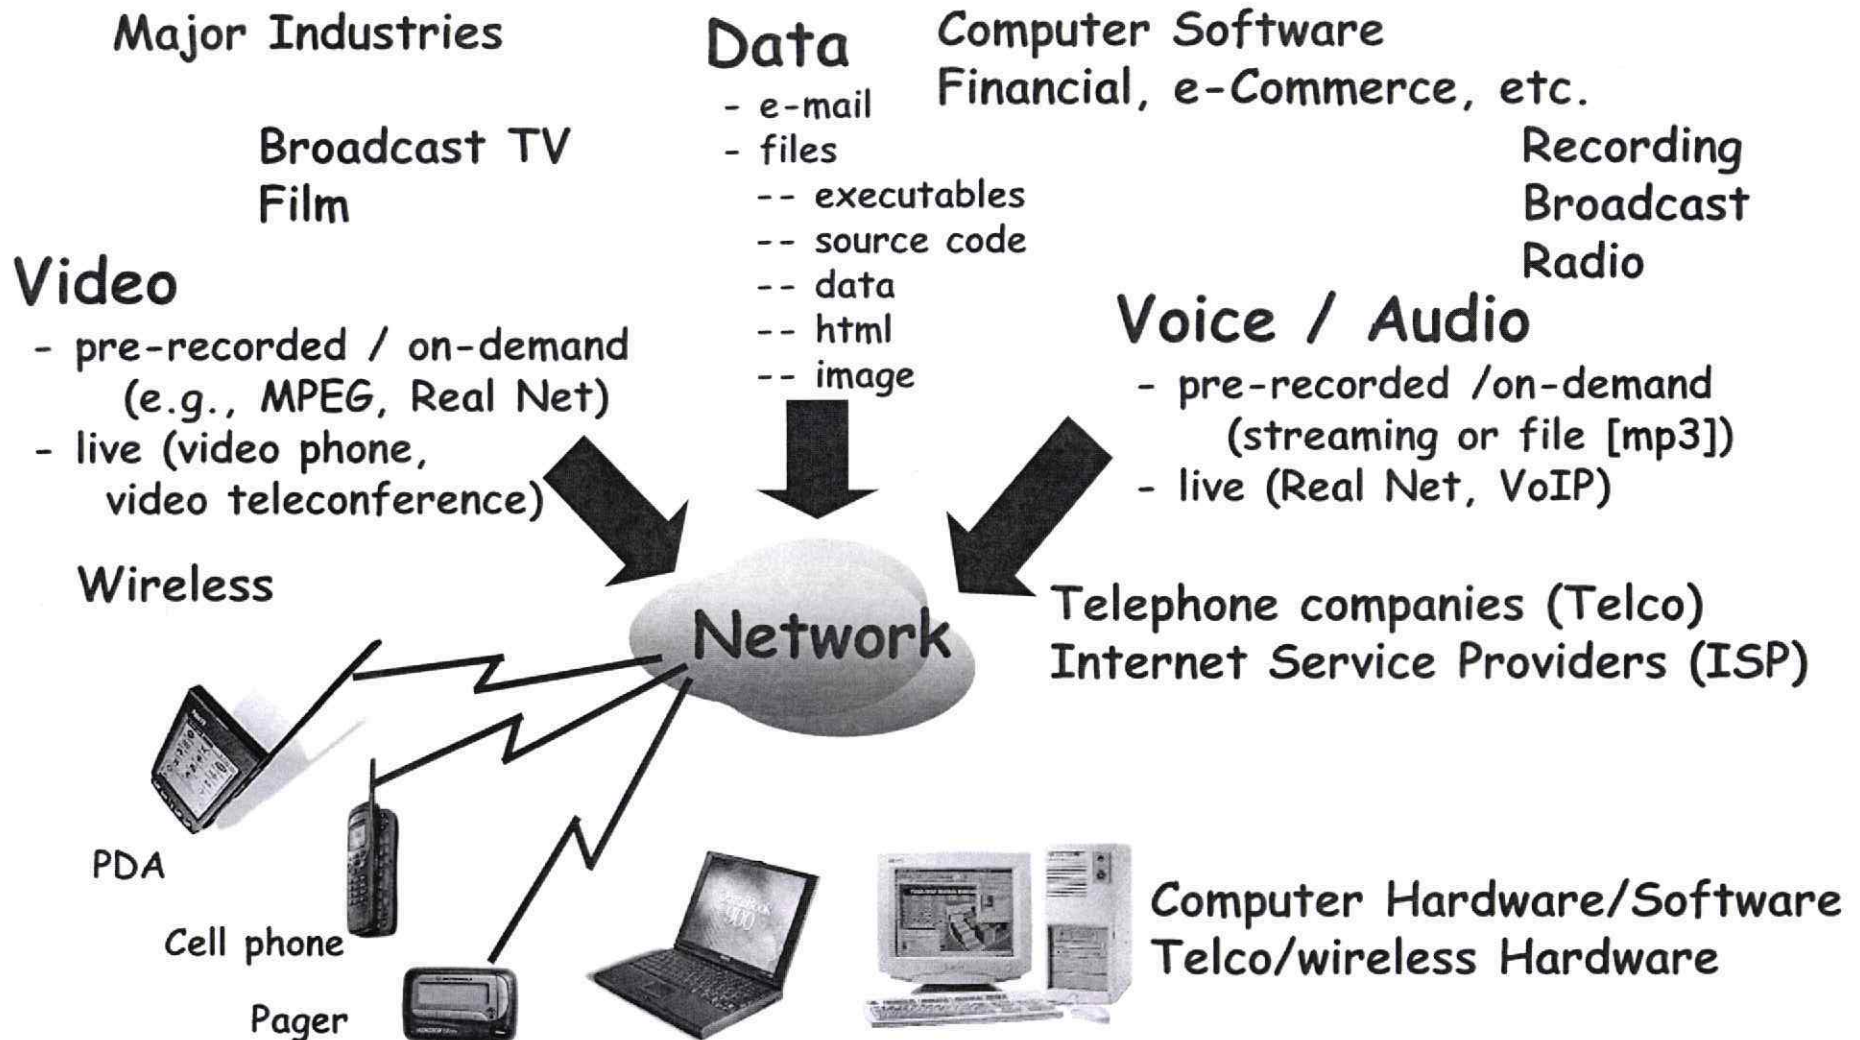 Major Industries
Data
- e-mail
- files
-- executables
-- source code
-- data
-- html
-- image
Computer Software
Financial, e-Commerce, etc.
Broadcast TV
Film
Recording
Broadcast
Radio
Video
- pre-recorded / on-demand
(e.g., MPEG, Real Net)
- live (video phone,
video teleconference)
Voice / Audio
- pre-recorded /on-demand
(streaming or file [mp3])
- live (Real Net, VoIP)
Wireless
Network
Telephone companies (Telco)
Internet Service Providers (ISP)
PDA
Cell phone
Pager
Computer Hardware/Software
Telco/wireless Hardware